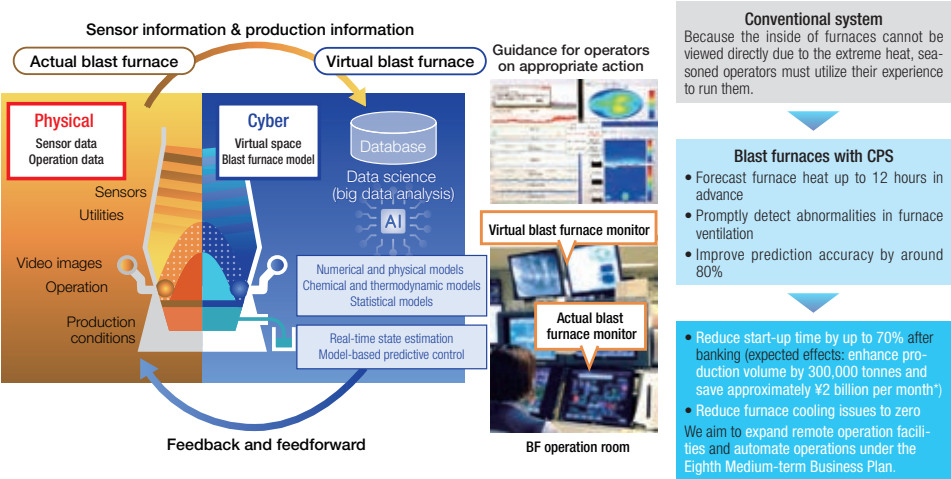 Sensor information & production information
Actual blast furnace
Virtual blast furnace
Physical
Sensor data
Operation data
Cyber
Virtual space
Blast furnace model
Database
Data science
(big data analysis)
AI
Sensors
Utilities
Video images
Operation
Production
conditions
Numerical and physical models
Chemical and thermodynamic models
Statistical models
Real-time state estimation
Model-based predictive control
Feedback and feedforward
Guidance for operators
on appropriate action
Virtual blast furnace monitor
Actual blast
furnace monitor
BF operation room
Conventional system
Because the inside of furnaces cannot be
viewed directly due to the extreme heat, sea-
soned operators must utilize their experience
to run them.
Blast furnaces with CPS
• Forecast furnace heat up to 12 hours in
advance
• Promptly detect abnormalities in furnace
ventilation
• Improve prediction accuracy by around
80%
• Reduce start-up time by up to 70% after
banking (expected effects: enhance pro-
duction volume by 300,000 tonnes and
save approximately ¥2 billion per month*)
• Reduce furnace cooling issues to zero
We aim to expand remote operation facili-
ties and automate operations under the
Eighth Medium-term Business Plan.